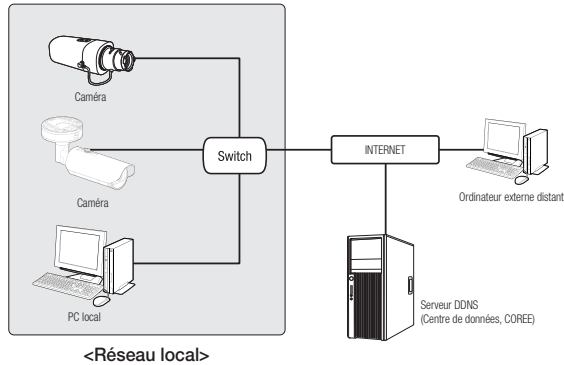 Caméra
Caméra
Switch
INTERNET
Ordinateur externe distant
PC local
Serveur DDNS
(Centre de données, COREE)
<Réseau local>